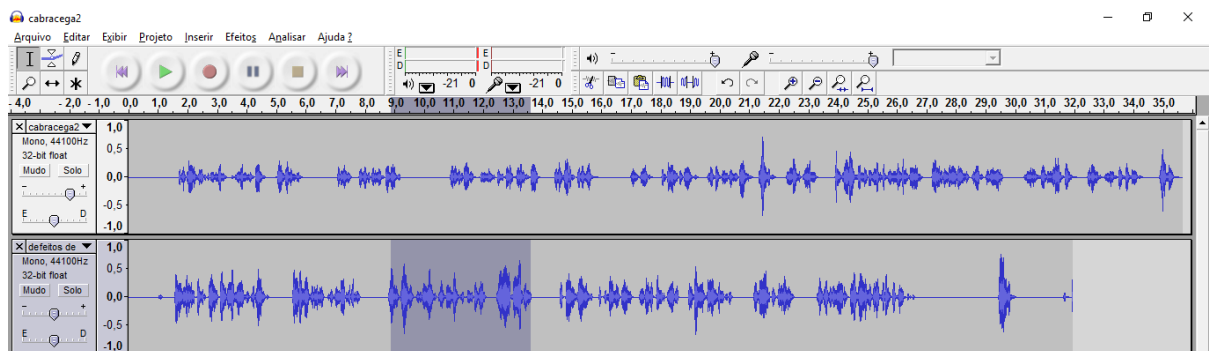 cabracega2
Arquivo Editar Exibir Projeto Inserir Efeitos Analisar Ajuda ?
E E
D D
-21 0 -21 0
- 4,0 - 2,0 - 1,0 0,0 1,0 2,0 3,0 4,0 5,0 6,0 7,0 8,0 9,0 10,0 11,0 12,0 13,0 14,0 15,0 16,0 17,0 18,0 19,0 20,0 21,0 22,0 23,0 24,0 25,0 26,0 27,0 28,0 29,0 30,0 31,0 32,0 33,0 34,0 35,0
cabracega2 1,0
Mono, 44100Hz
32-bit float 0,5
Mudo Solo
- + 0,0
-0,5
E D
-1,0
defeitos de 1,0
Mono, 44100Hz
32-bit float 0,5
Mudo Solo
- + 0,0
-0,5
E D
-1,0